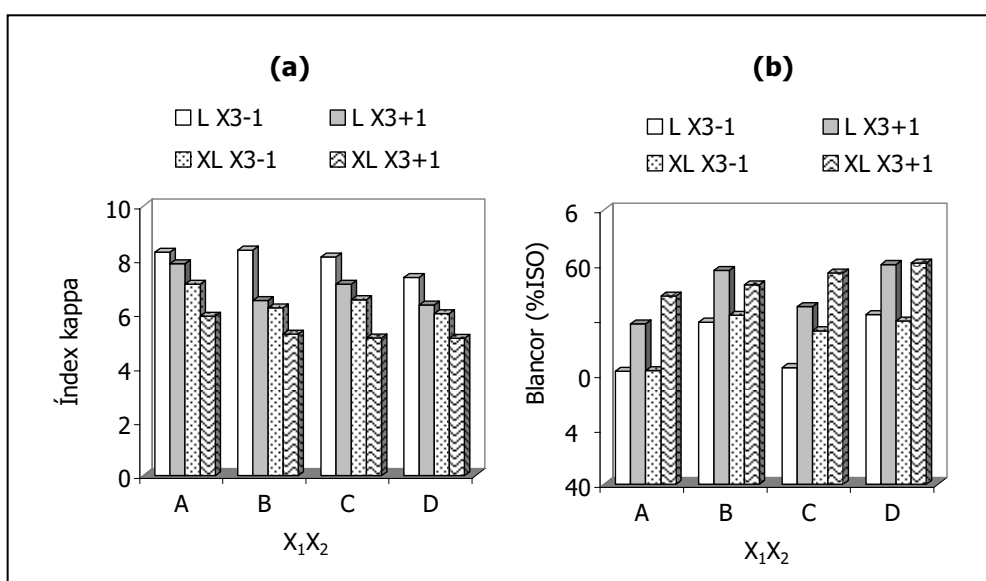 (a)
L X3-1 L X3+1
XL X3-1 XL X3+1
Índex kappa
10
8
6
4
2
0
A B C D
X₁X₂
(b)
L X3-1 L X3+1
XL X3-1 XL X3+1
Blancor (%ISO)
6
60
0
4
40
A B C D
X₁X₂